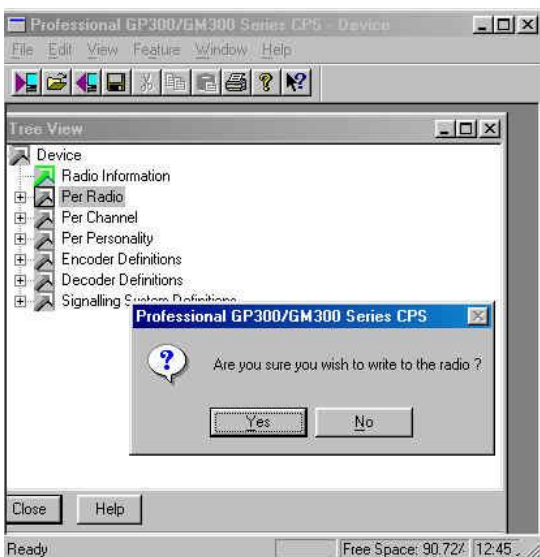 Professional GP300/GM300 Series CPS - Device
File Edit View Feature Window Help
Tree View
Device
Radio Information
Per Radio
Per Channel
Per Personality
Encoder Definitions
Decoder Definitions
Signalling System Definitions
Professional GP300/GM300 Series CPS
Are you sure you wish to write to the radio ?
Yes No
Close Help
Ready Free Space: 90.72% 12:45